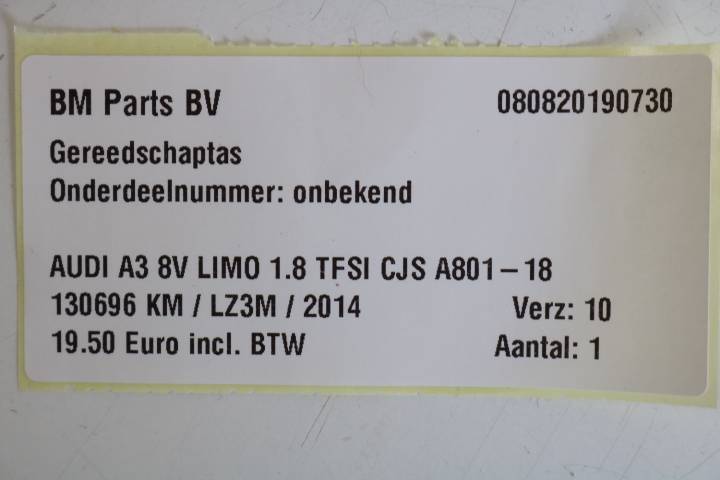 BM Parts BV 080820190730
Gereedschaptas
Onderdeelnummer: onbekend
AUDI A3 8V LIMO 1.8 TFSI CJS A801-18
130696 KM / LZ3M / 2014 Verz: 10
19.50 Euro incl. BTW Aantal: 1